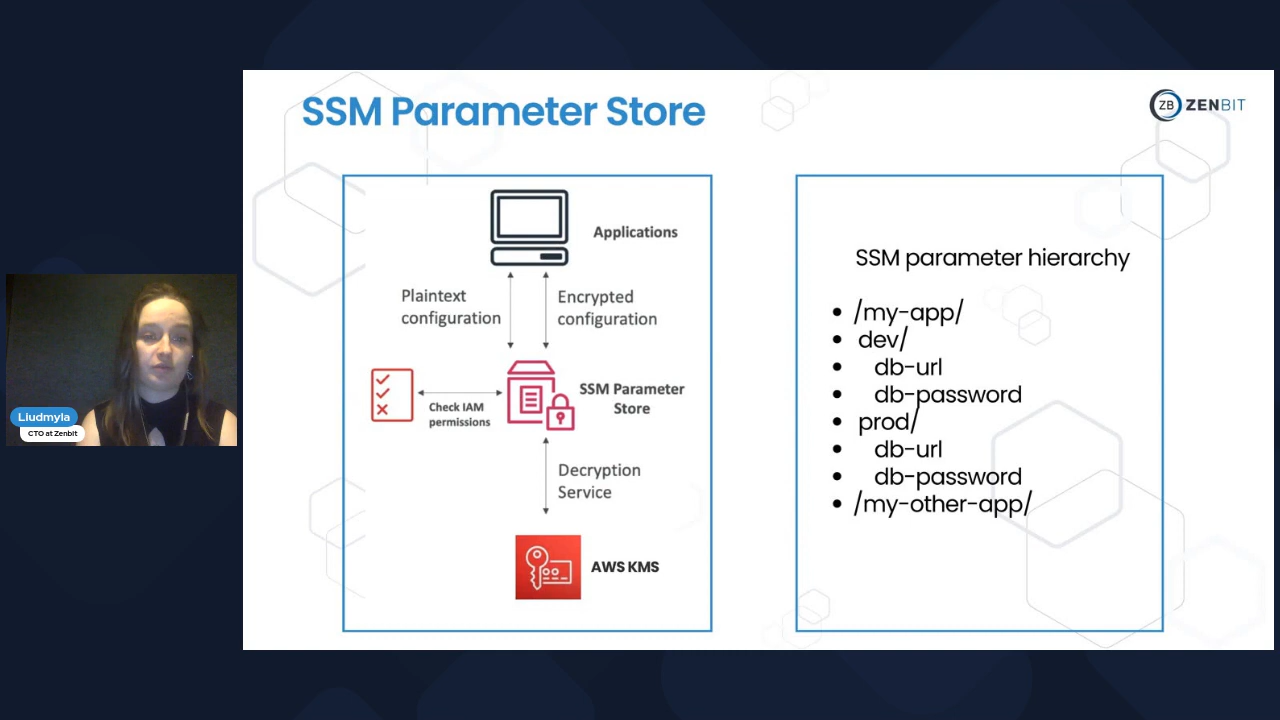 SSM Parameter Store
ZB ZENBIT
Applications
Plaintext
configuration
Encrypted
configuration
Check IAM
permissions
SSM Parameter
Store
Decryption
Service
AWS KMS
SSM parameter hierarchy
• /my-app/
• dev/
• db-url
• db-password
• prod/
• db-url
• db-password
• /my-other-app/
Liudmyla
CTO at Zenbit